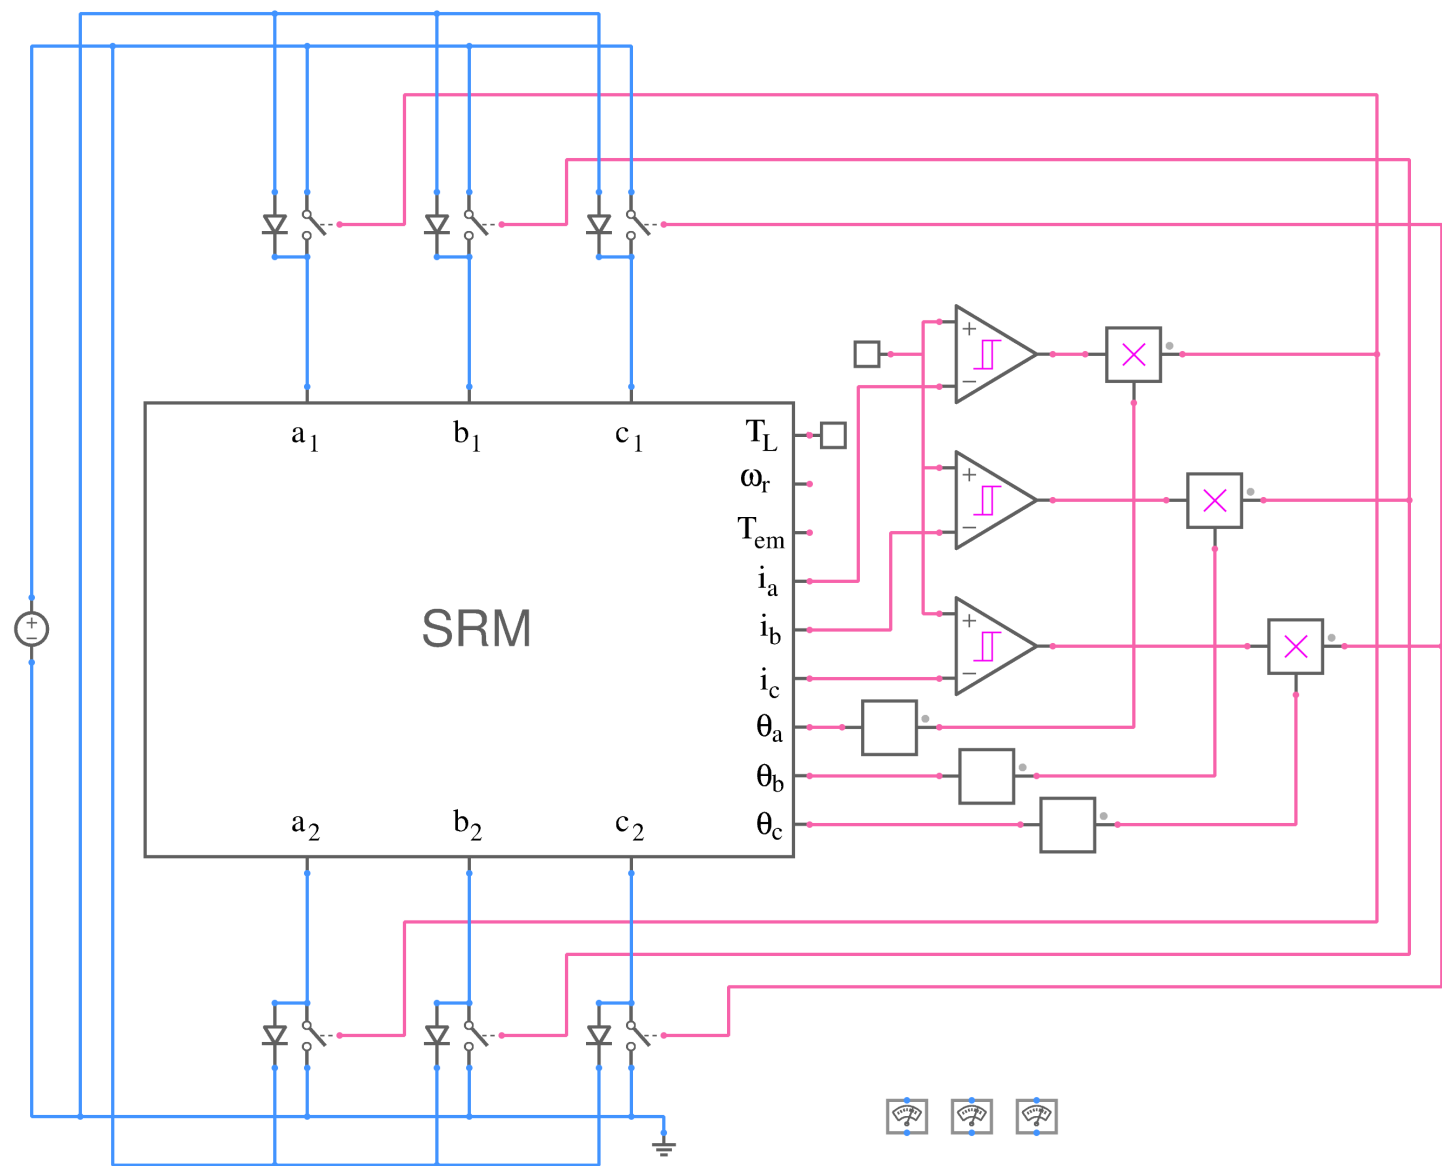 a1 b1 c1
TL
ωr
Tem
ia
ib
ic
θa
θb
θc
SRM
a2 b2 c2
+
−
+
−
+
−
+
−